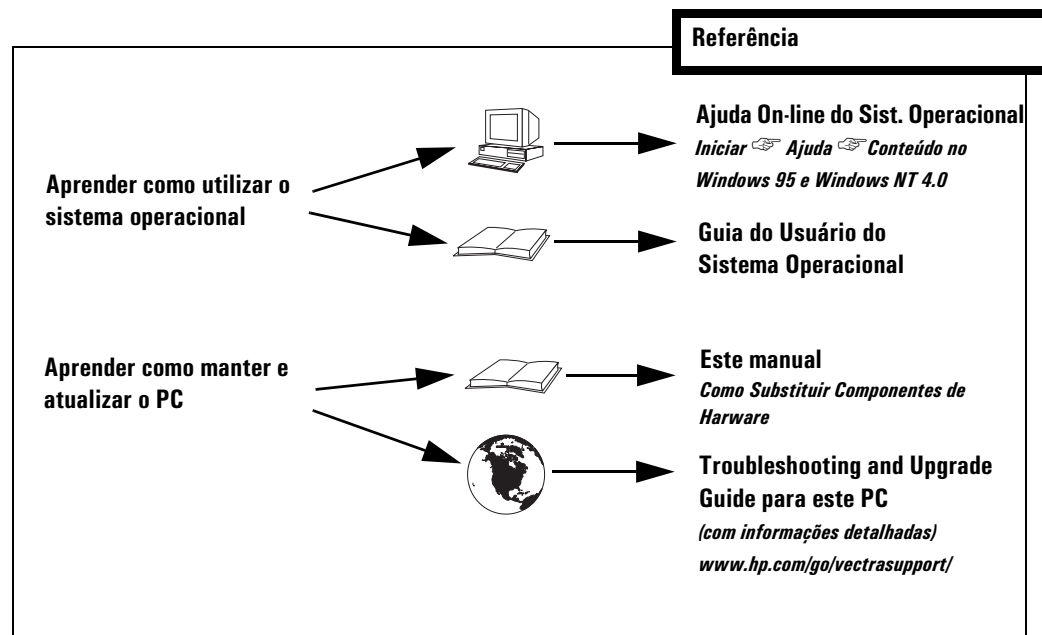 Referência
Aprender como utilizar o
sistema operacional
Ajuda On-line do Sist. Operacional
Iniciar ☞ Ajuda ☞ Conteúdo no
Windows 95 e Windows NT 4.0
Guia do Usuário do
Sistema Operacional
Aprender como manter e
atualizar o PC
Este manual
Como Substituir Componentes de
Harware
Troubleshooting and Upgrade
Guide para este PC
(com informações detalhadas)
www.hp.com/go/vectrasupport/